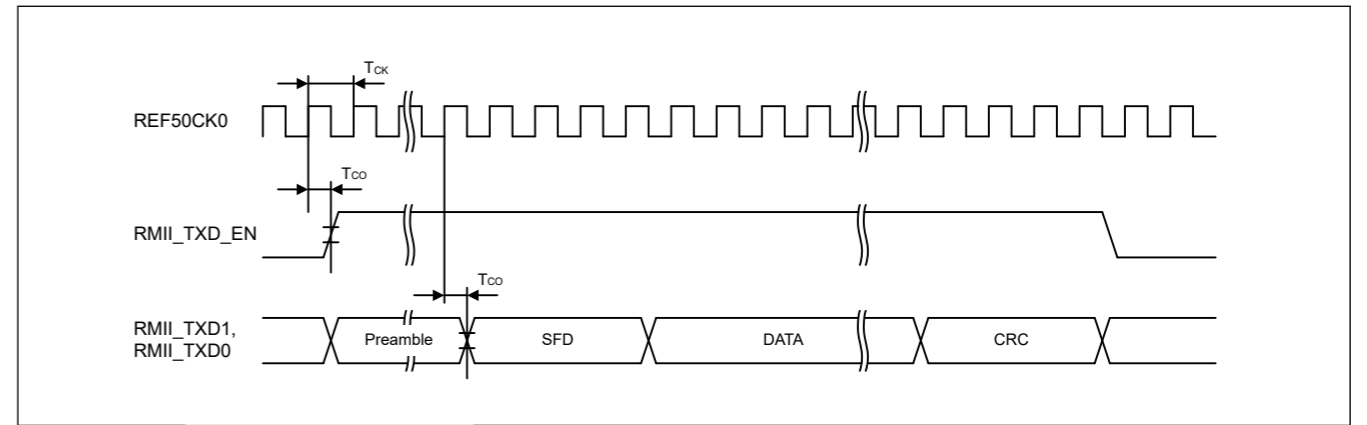 TCK
REF50CK0
TCO
RMII_TXD_EN
TCO
RMII_TXD1,
RMII_TXD0
Preamble
SFD
DATA
CRC